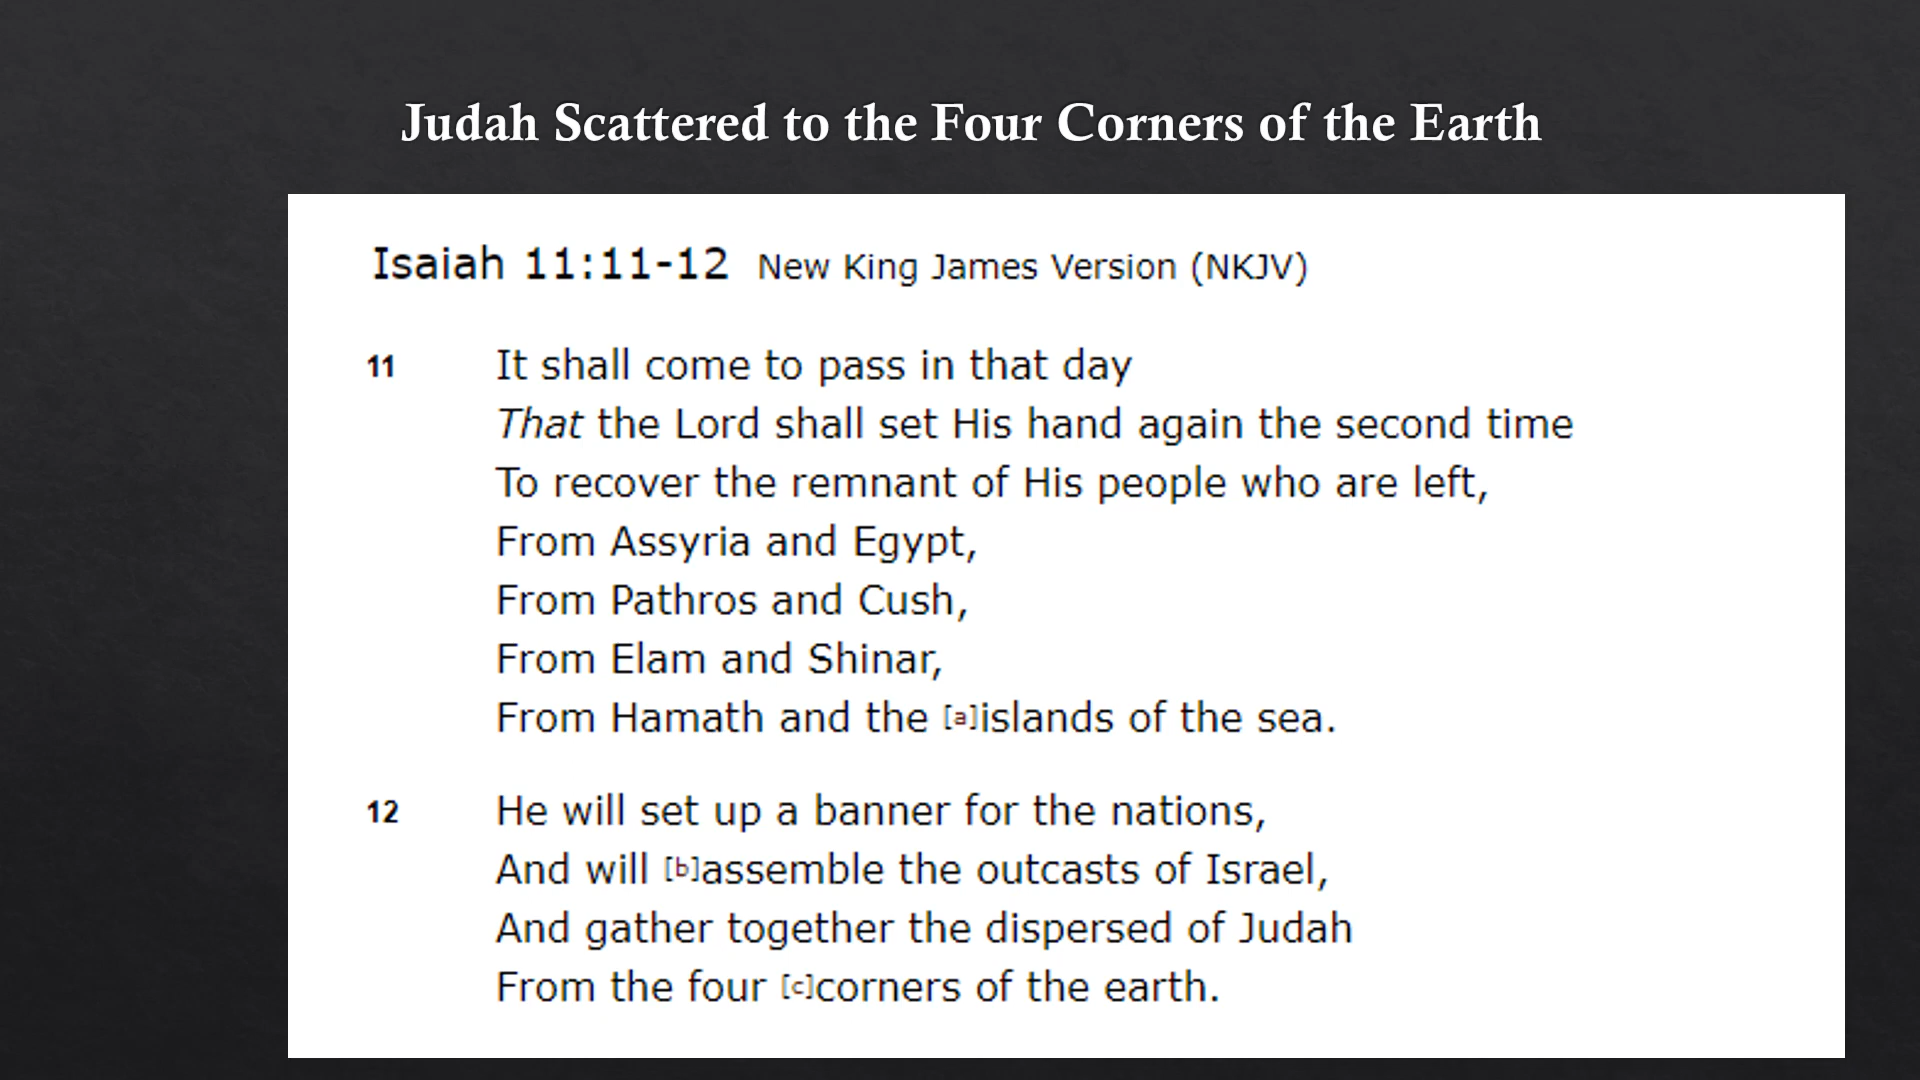 Judah Scattered to the Four Corners of the Earth
Isaiah 11:11-12 New King James Version (NKJV)
11 It shall come to pass in that day
That the Lord shall set His hand again the second time
To recover the remnant of His people who are left,
From Assyria and Egypt,
From Pathros and Cush,
From Elam and Shinar,
From Hamath and the [a]islands of the sea.
12 He will set up a banner for the nations,
And will [b]assemble the outcasts of Israel,
And gather together the dispersed of Judah
From the four [c]corners of the earth.